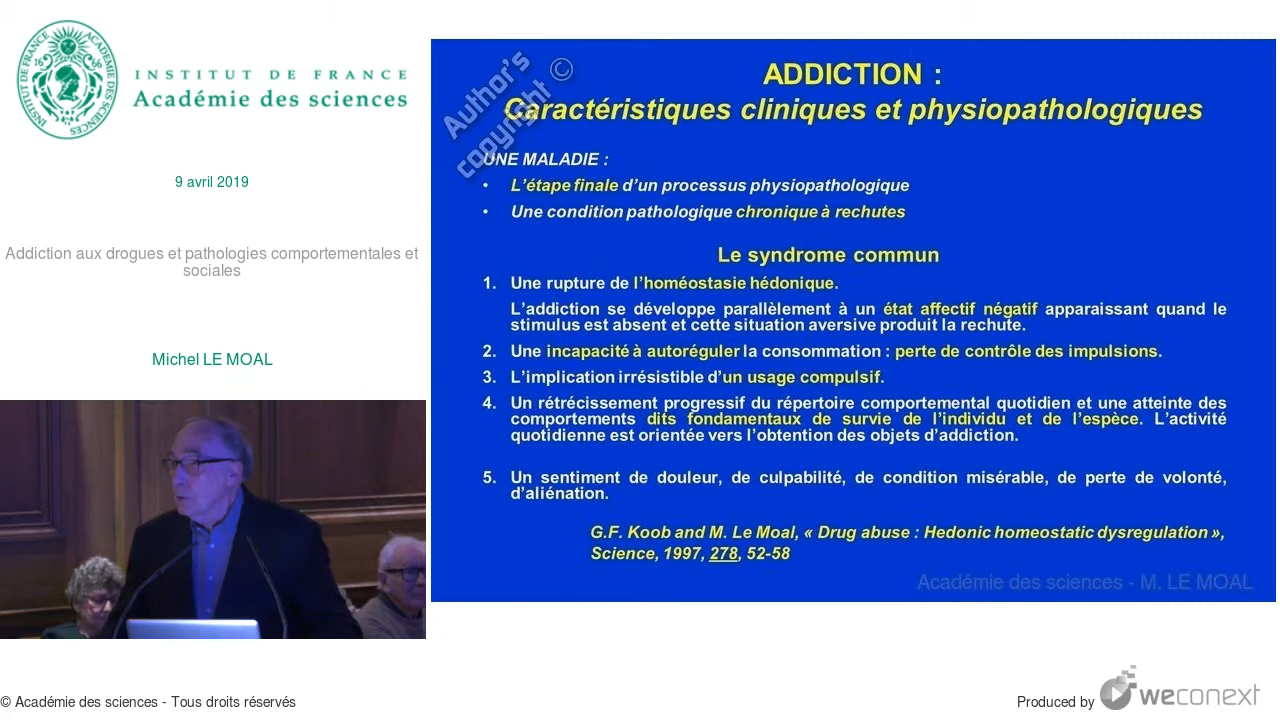 INSTITUT DE FRANCE
Académie des sciences
9 avril 2019
Addiction aux drogues et pathologies comportementales et
sociales
Michel LE MOAL
Author's
copyright
©
ADDICTION :
Caractéristiques cliniques et physiopathologiques
UNE MALADIE :
• L'étape finale d'un processus physiopathologique
• Une condition pathologique chronique à rechutes
Le syndrome commun
1. Une rupture de l'homéostasie hédonique.
L'addiction se développe parallèlement à un état affectif négatif apparaissant quand le
stimulus est absent et cette situation aversive produit la rechute.
2. Une incapacité à autoréguler la consommation : perte de contrôle des impulsions.
3. L'implication irrésistible d'un usage compulsif.
4. Un rétrécissement progressif du répertoire comportemental quotidien et une atteinte des
comportements dits fondamentaux de survie de l'individu et de l'espèce. L'activité
quotidienne est orientée vers l'obtention des objets d'addiction.
5. Un sentiment de douleur, de culpabilité, de condition misérable, de perte de volonté,
d'aliénation.
G.F. Koob and M. Le Moal, « Drug abuse : Hedonic homeostatic dysregulation »,
Science, 1997, 278, 52-58
Académie des sciences - M. LE MOAL
© Académie des sciences - Tous droits réservés
Produced by weconext